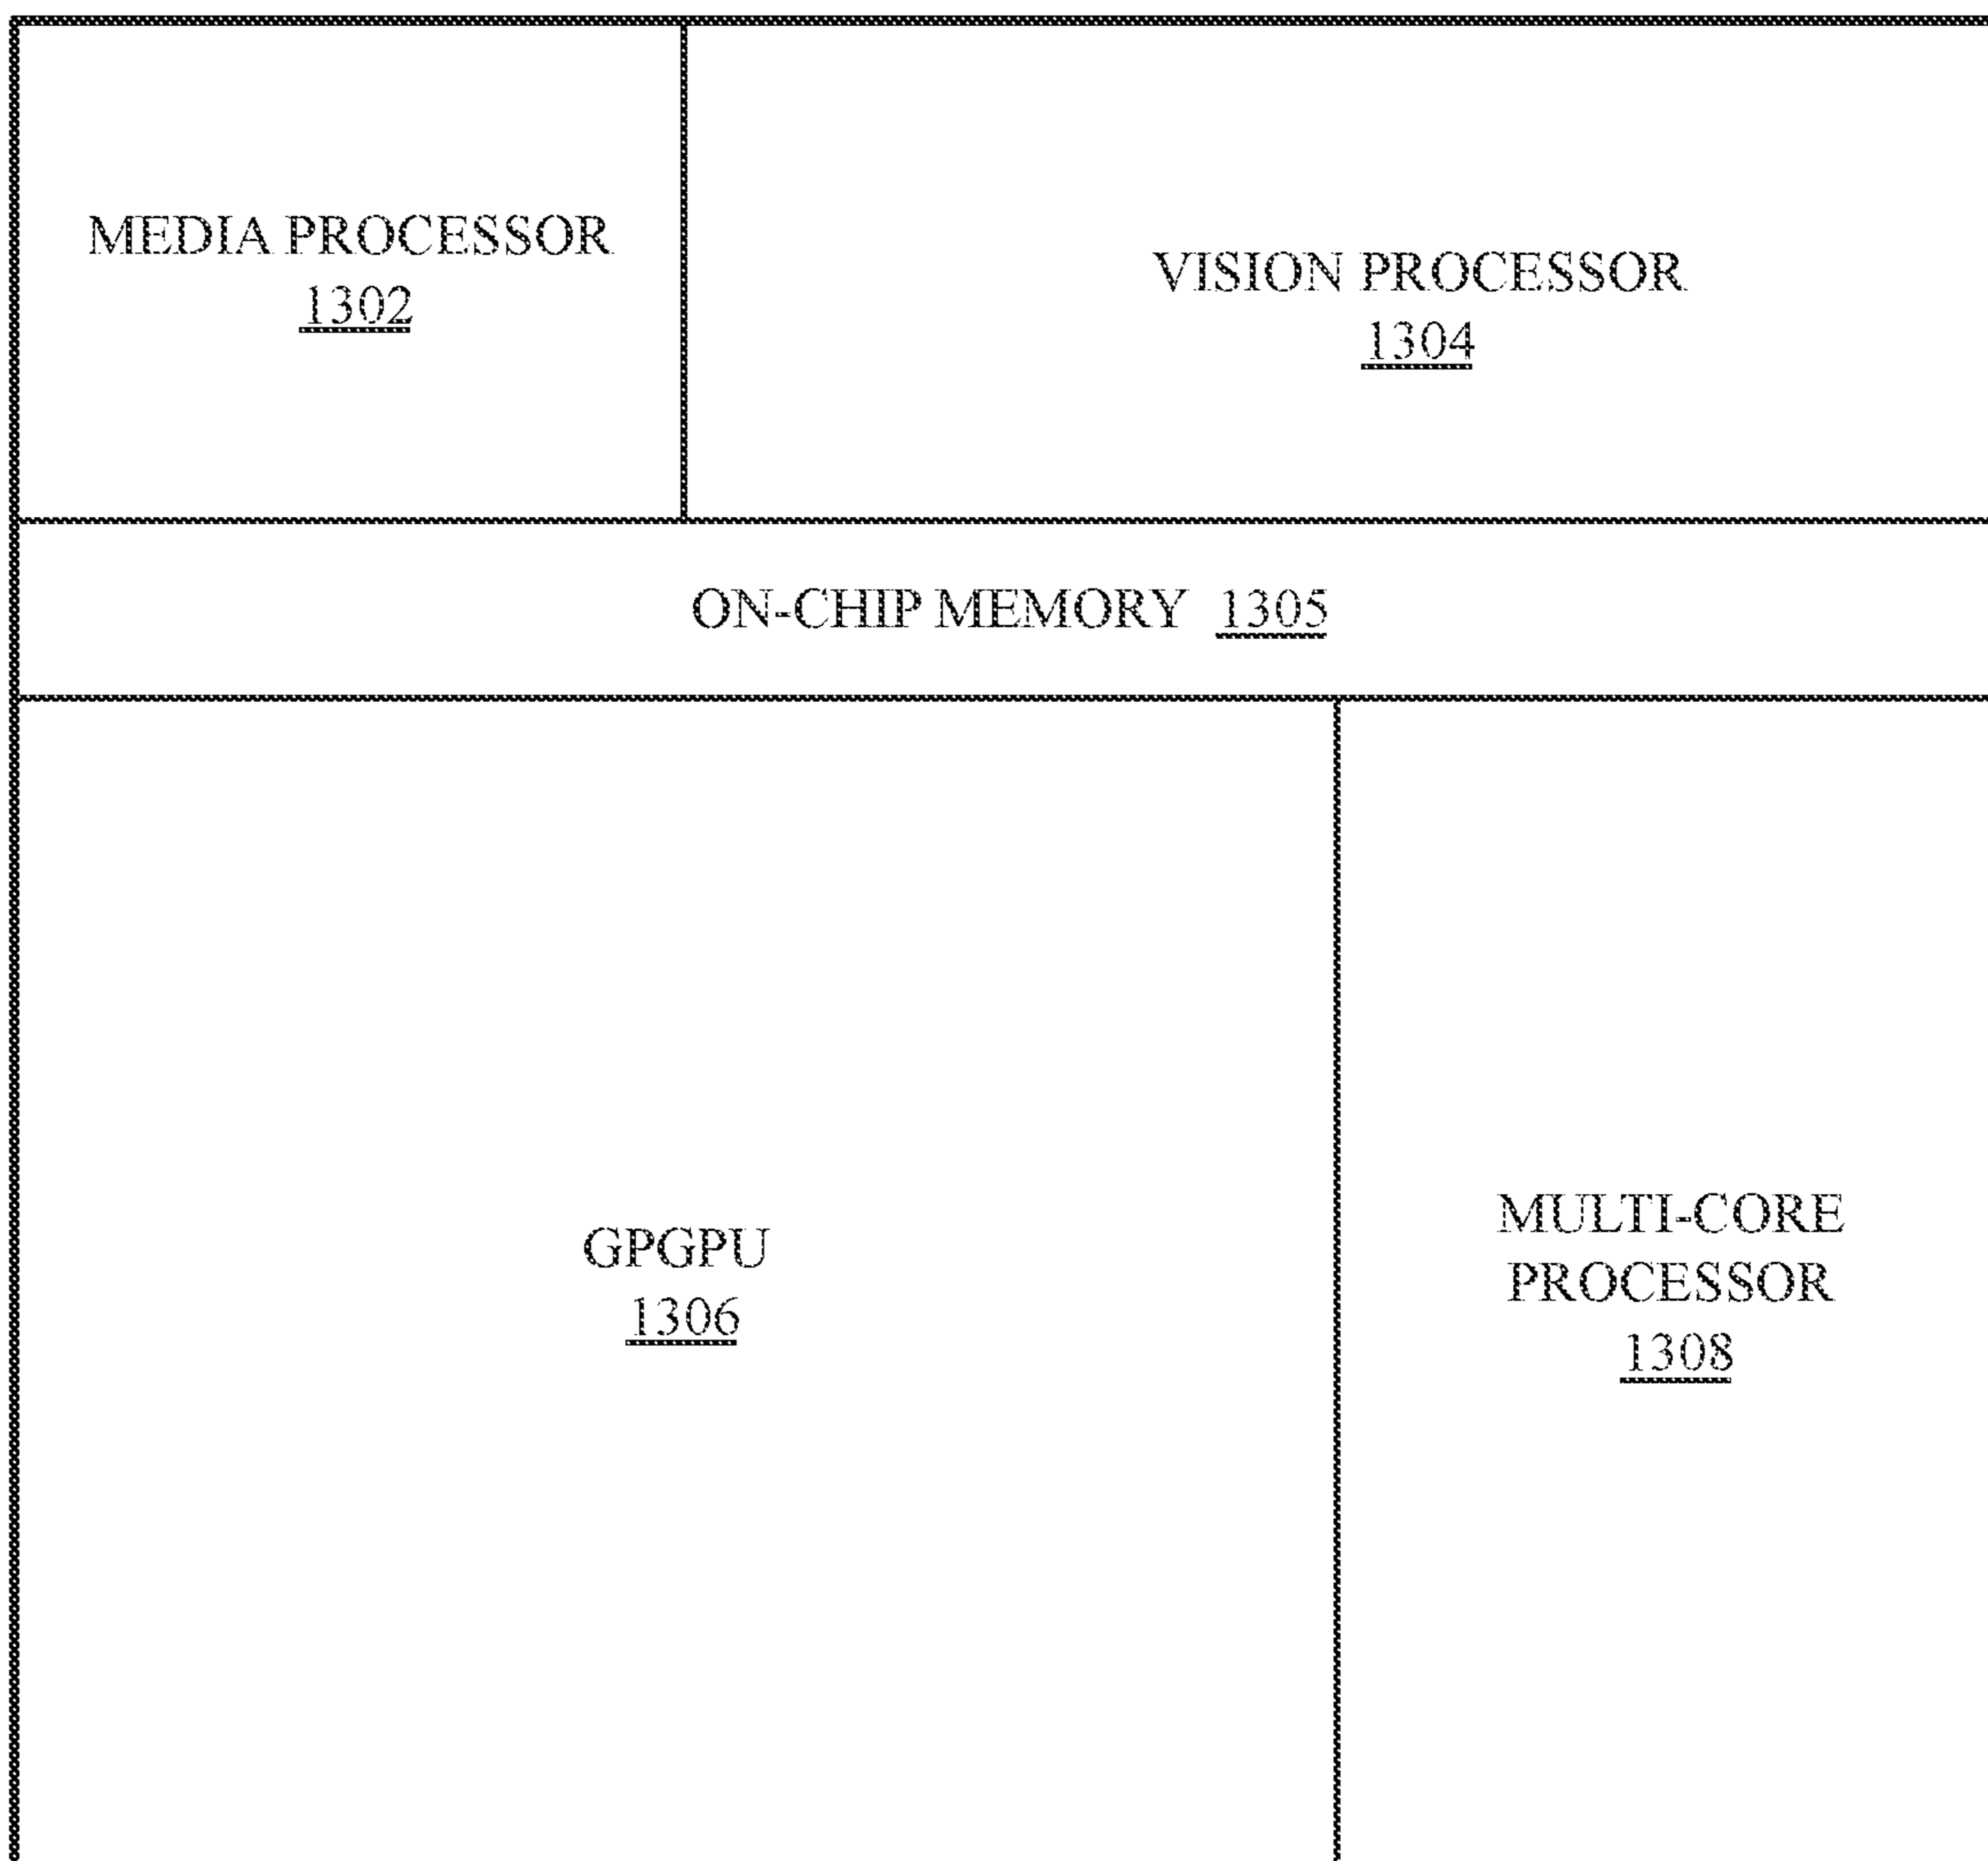 MEDIA PROCESSOR
1302
VISION PROCESSOR
1304
ON-CHIP MEMORY 1305
GPGPU
1306
MULTI-CORE
PROCESSOR
1308